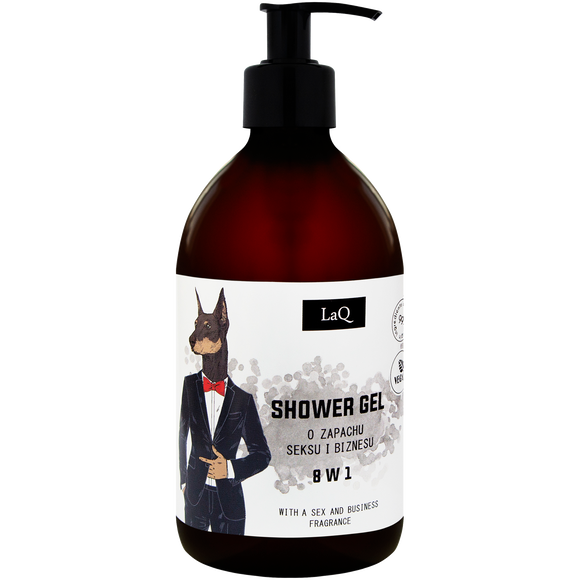 LaQ
SHOWER GEL
O ZAPACHU
SEKSU I BIZNESU
8 W 1
WITH A SEX AND BUSINESS
FRAGRANCE